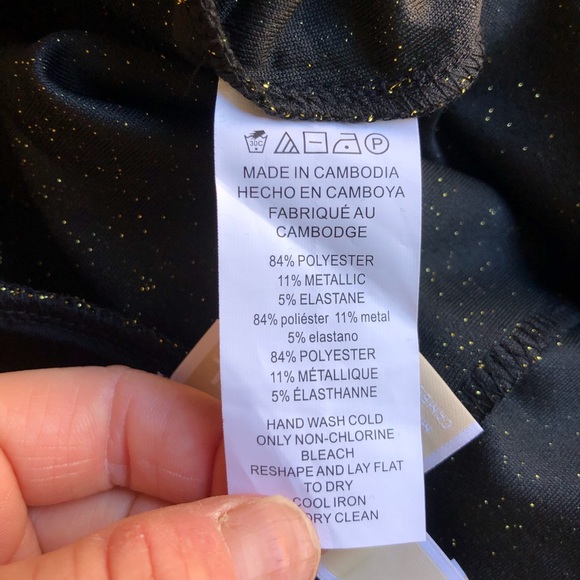 30C P
MADE IN CAMBODIA
HECHO EN CAMBOYA
FABRIQUÉ AU
CAMBODGE
84% POLYESTER
11% METALLIC
5% ELASTANE
84% poliéster 11% metal
5% elastano
84% POLYESTER
11% MÉTALLIQUE
5% ÉLASTHANNE
HAND WASH COLD
ONLY NON-CHLORINE
BLEACH
RESHAPE AND LAY FLAT
TO DRY
COOL IRON
DRY CLEAN